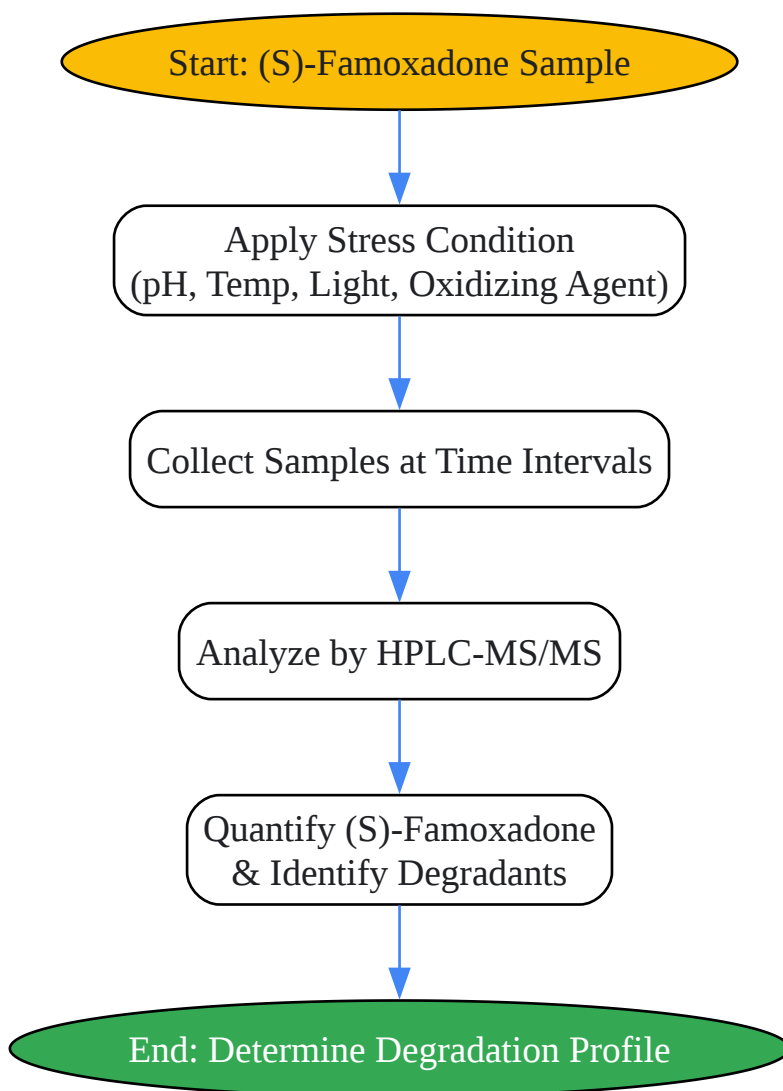 Start: (S)-Famoxadone Sample
Apply Stress Condition
(pH, Temp, Light, Oxidizing Agent)
Collect Samples at Time Intervals
Analyze by HPLC-MS/MS
Quantify (S)-Famoxadone
& Identify Degradants
End: Determine Degradation Profile